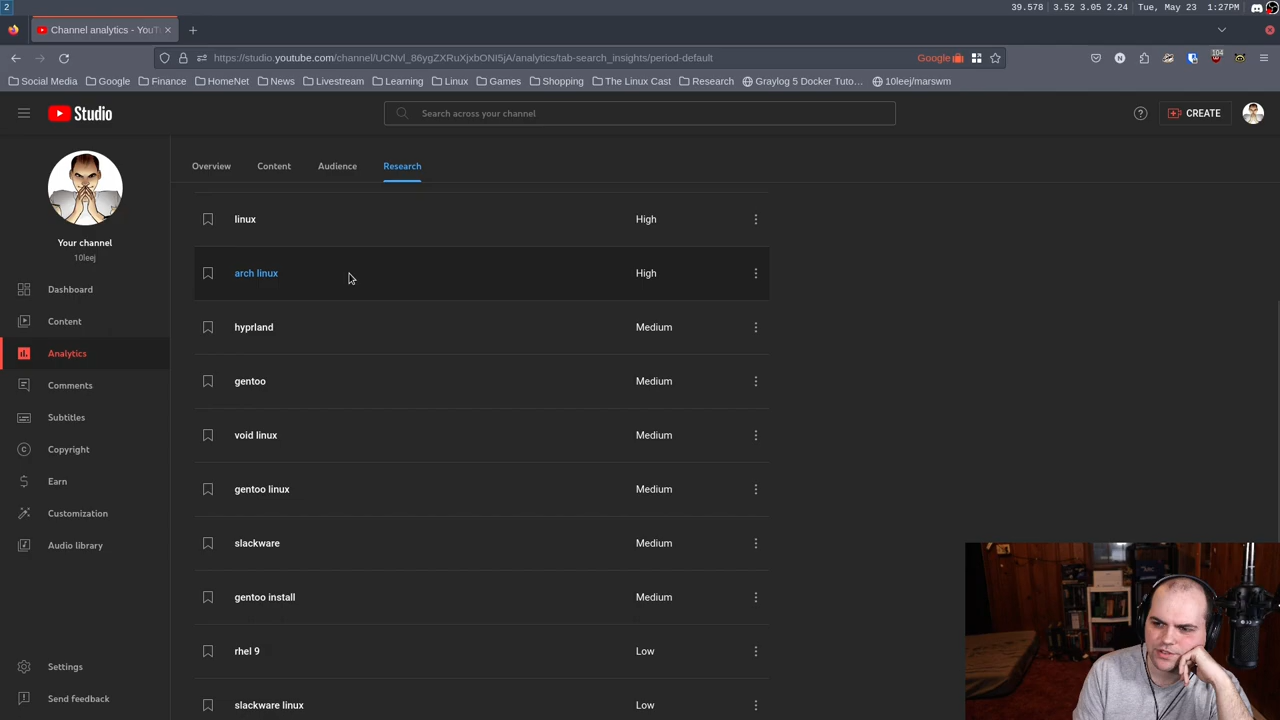 2
39.578 3.52 3.05 2.24 Tue, May 23 1:27PM
Channel analytics - YouT
https://studio.youtube.com/channel/UCNvl_86ygZXRuXjxbONI5jA/analytics/tab-search_insights/period-default
Google
104
Social Media Google Finance HomeNet News Livestream Learning Linux Games Shopping The Linux Cast Research Graylog 5 Docker Tuto… 10leej/marswm
Studio
Search across your channel
CREATE
Overview Content Audience Research
Your channel
10leej
Dashboard
Content
Analytics
Comments
Subtitles
Copyright
Earn
Customization
Audio library
Settings
Send feedback
linux High
arch linux High
hyprland Medium
gentoo Medium
void linux Medium
gentoo linux Medium
slackware Medium
gentoo install Medium
rhel 9 Low
slackware linux Low